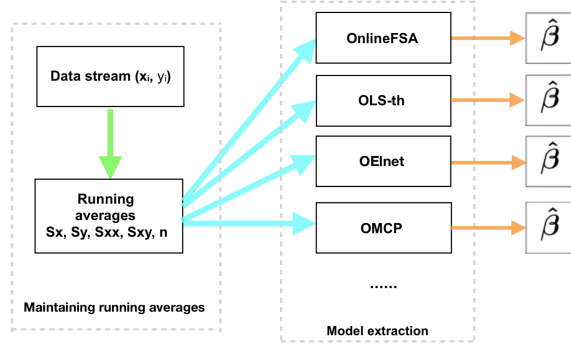 Data stream (xᵢ, yᵢ)
Running
averages
Sx, Sy, Sxx, Sxy, n
Maintaining running averages
OnlineFSA
OLS-th
OElnet
OMCP
......
Model extraction
β̂
β̂
β̂
β̂